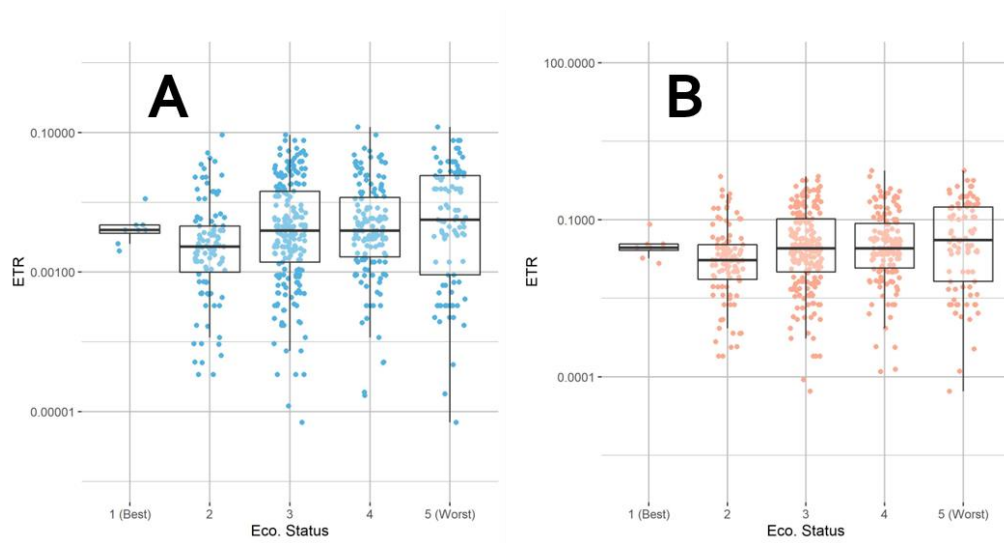 A
ETR
0.10000
0.00100
0.00001
1 (Best) 2 3 4 5 (Worst)
Eco. Status
B
ETR
100.0000
0.1000
0.0001
1 (Best) 2 3 4 5 (Worst)
Eco. Status